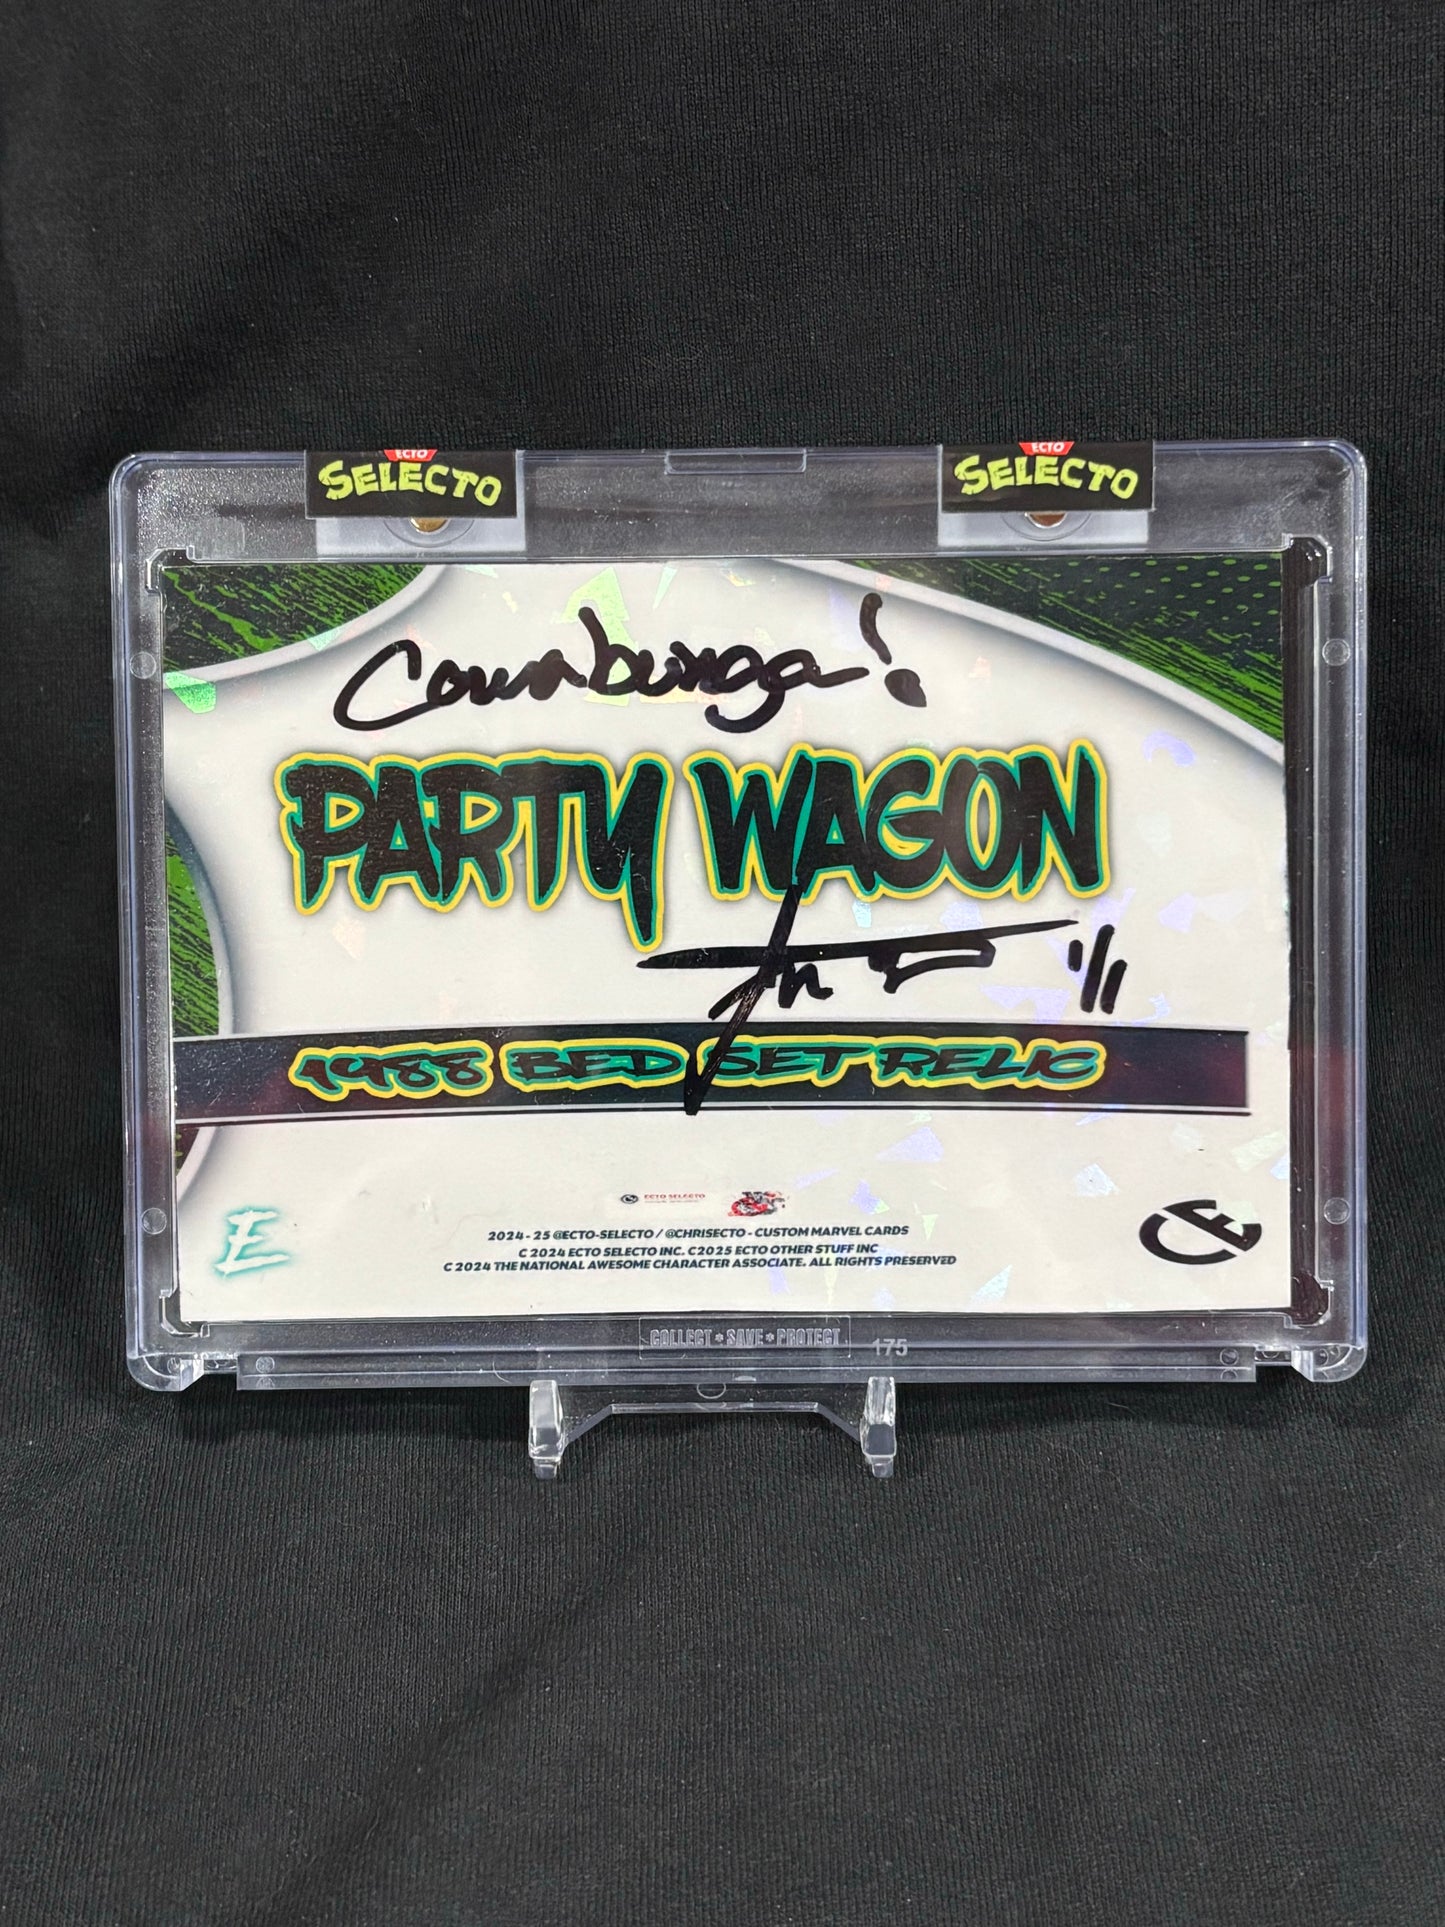 ECTO
SELECTO
ECTO
SELECTO
Cowabunga!
PARTY WAGON
1/1
1988 BED SET RELIC
ECTO SELECTO
E
2024-25 @ECTO-SELECTO / @CHRISECTO - CUSTOM MARVEL CARDS
C 2024 ECTO SELECTO INC. C2025 ECTO OTHER STUFF INC
C 2024 THE NATIONAL AWESOME CHARACTER ASSOCIATE. ALL RIGHTS PRESERVED
COLLECT * SAVE * PROTECT
175